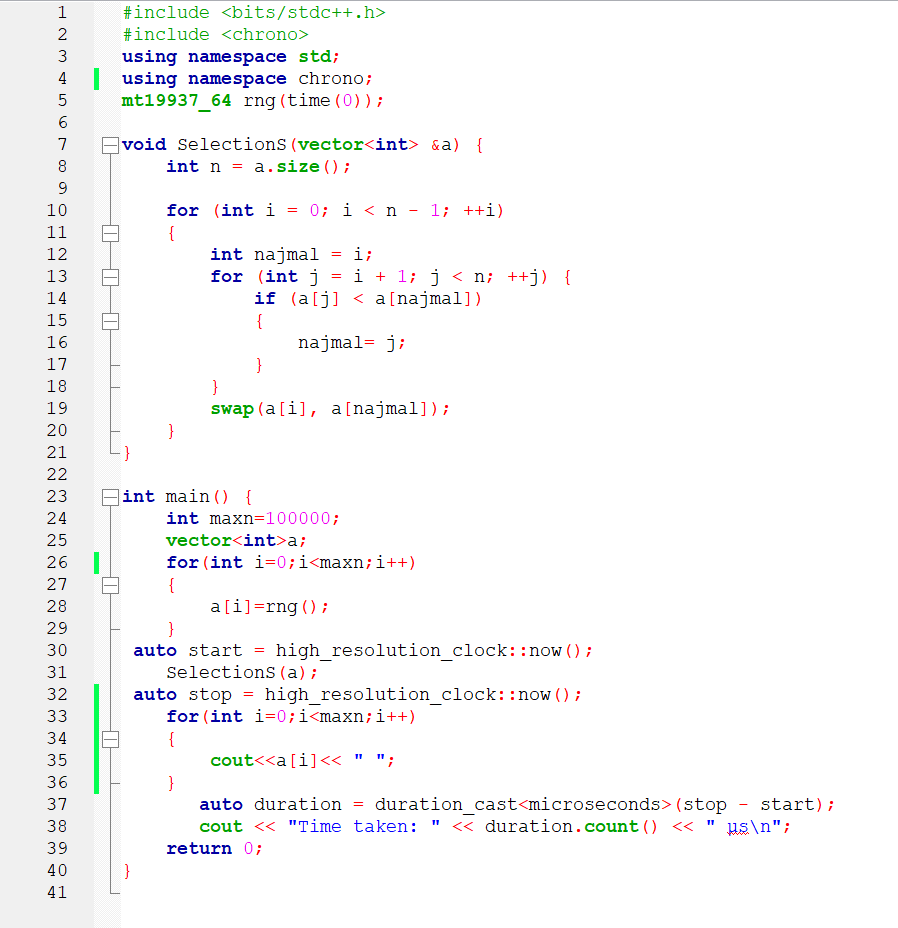 1 #include <bits/stdc++.h>
2 #include <chrono>
3 using namespace std;
4 using namespace chrono;
5 mt19937_64 rng(time(0));
6
7 void SelectionS(vector<int> &a) {
8     int n = a.size();
9
10     for (int i = 0; i < n - 1; ++i)
11     {
12         int najmal = i;
13         for (int j = i + 1; j < n; ++j) {
14             if (a[j] < a[najmal])
15             {
16                 najmal= j;
17             }
18         }
19         swap(a[i], a[najmal]);
20     }
21 }
22
23 int main() {
24     int maxn=100000;
25     vector<int>a;
26     for(int i=0;i<maxn;i++)
27     {
28         a[i]=rng();
29     }
30  auto start = high_resolution_clock::now();
31     SelectionS(a);
32  auto stop = high_resolution_clock::now();
33     for(int i=0;i<maxn;i++)
34     {
35         cout<<a[i]<< " ";
36     }
37        auto duration = duration_cast<microseconds>(stop - start);
38        cout << "Time taken: " << duration.count() << " µs\n";
39     return 0;
40 }
41